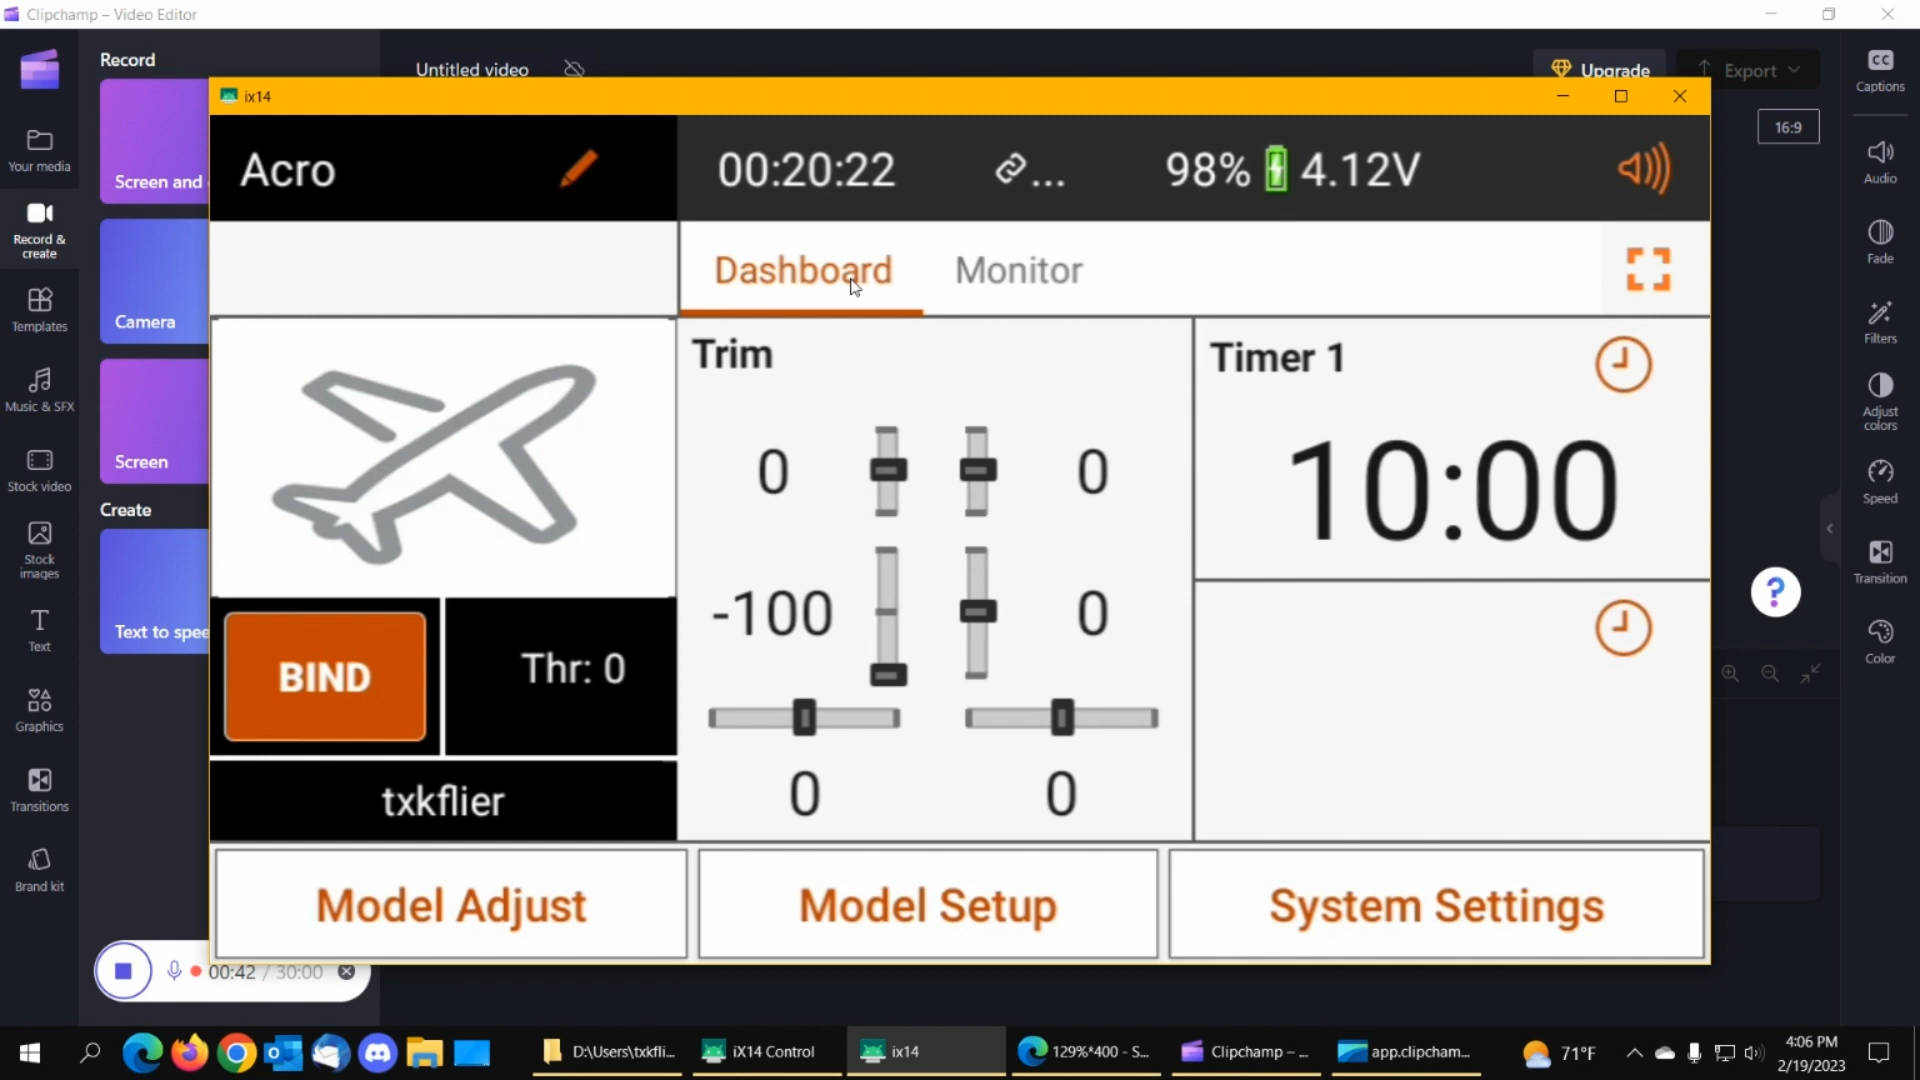 Clipchamp – Video Editor
Record
Untitled video
Upgrade
Export
CC
Captions
ix14
16:9
Acro
00:20:22
...
98%
4.12V
Your media
Screen and
Audio
Record &
create
Dashboard
Monitor
Fade
Camera
Templates
Filters
Trim
Timer 1
Music & SFX
Adjust
colors
0
0
10:00
Screen
Stock video
Speed
Create
Stock
images
Transition
-100
0
?
Text to spee
Text
BIND
Thr: 0
Color
Graphics
Transitions
txkflier
0
0
Brand kit
Model Adjust
Model Setup
System Settings
00:42 / 30:00
D:\Users\txkfli...
iX14 Control
ix14
129%*400 - S...
Clipchamp – ...
app.clipcham...
71°F
4:06 PM
2/19/2023